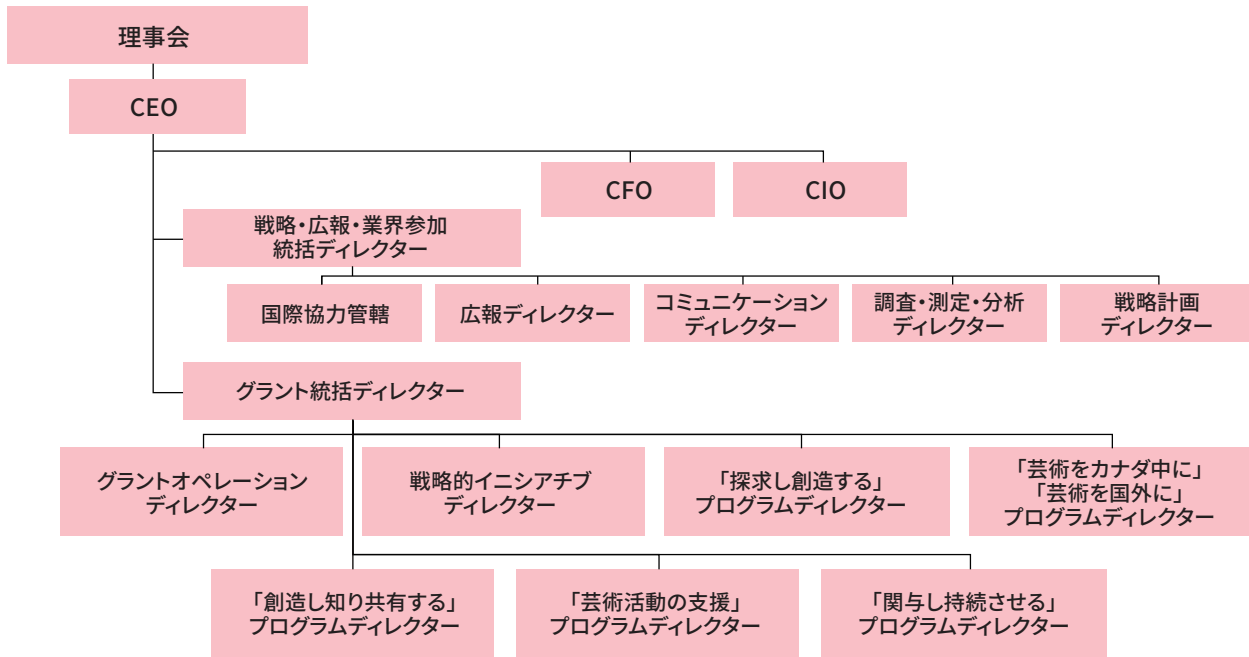 理事会
CEO
CFO
CIO
戦略・広報・業界参加
統括ディレクター
国際協力管轄
広報ディレクター
コミュニケーション
ディレクター
調査・測定・分析
ディレクター
戦略計画
ディレクター
グラント統括ディレクター
グラントオペレーション
ディレクター
戦略的イニシアチブ
ディレクター
「探求し創造する」
プログラムディレクター
「芸術をカナダ中に」
「芸術を国外に」
プログラムディレクター
「創造し知り共有する」
プログラムディレクター
「芸術活動の支援」
プログラムディレクター
「関与し持続させる」
プログラムディレクター